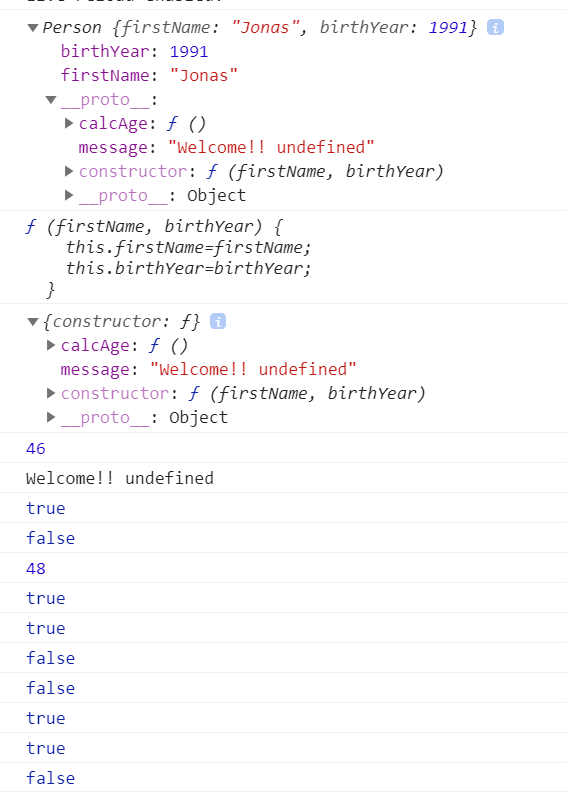 Person {firstName: "Jonas", birthYear: 1991} i
birthYear: 1991
firstName: "Jonas"
__proto__:
calcAge: ƒ ()
message: "Welcome!! undefined"
constructor: ƒ (firstName, birthYear)
__proto__: Object
ƒ (firstName, birthYear) {
this.firstName=firstName;
this.birthYear=birthYear;
}
{constructor: ƒ} i
calcAge: ƒ ()
message: "Welcome!! undefined"
constructor: ƒ (firstName, birthYear)
__proto__: Object
46
Welcome!! undefined
true
false
48
true
true
false
false
true
true
false